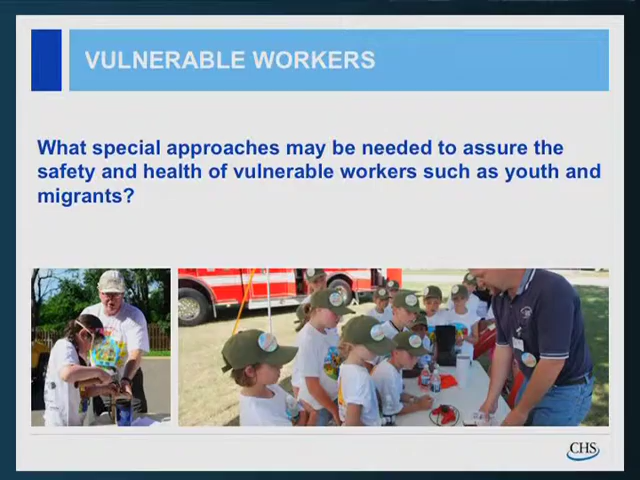 VULNERABLE WORKERS
What special approaches may be needed to assure the
safety and health of vulnerable workers such as youth and
migrants?
CHS